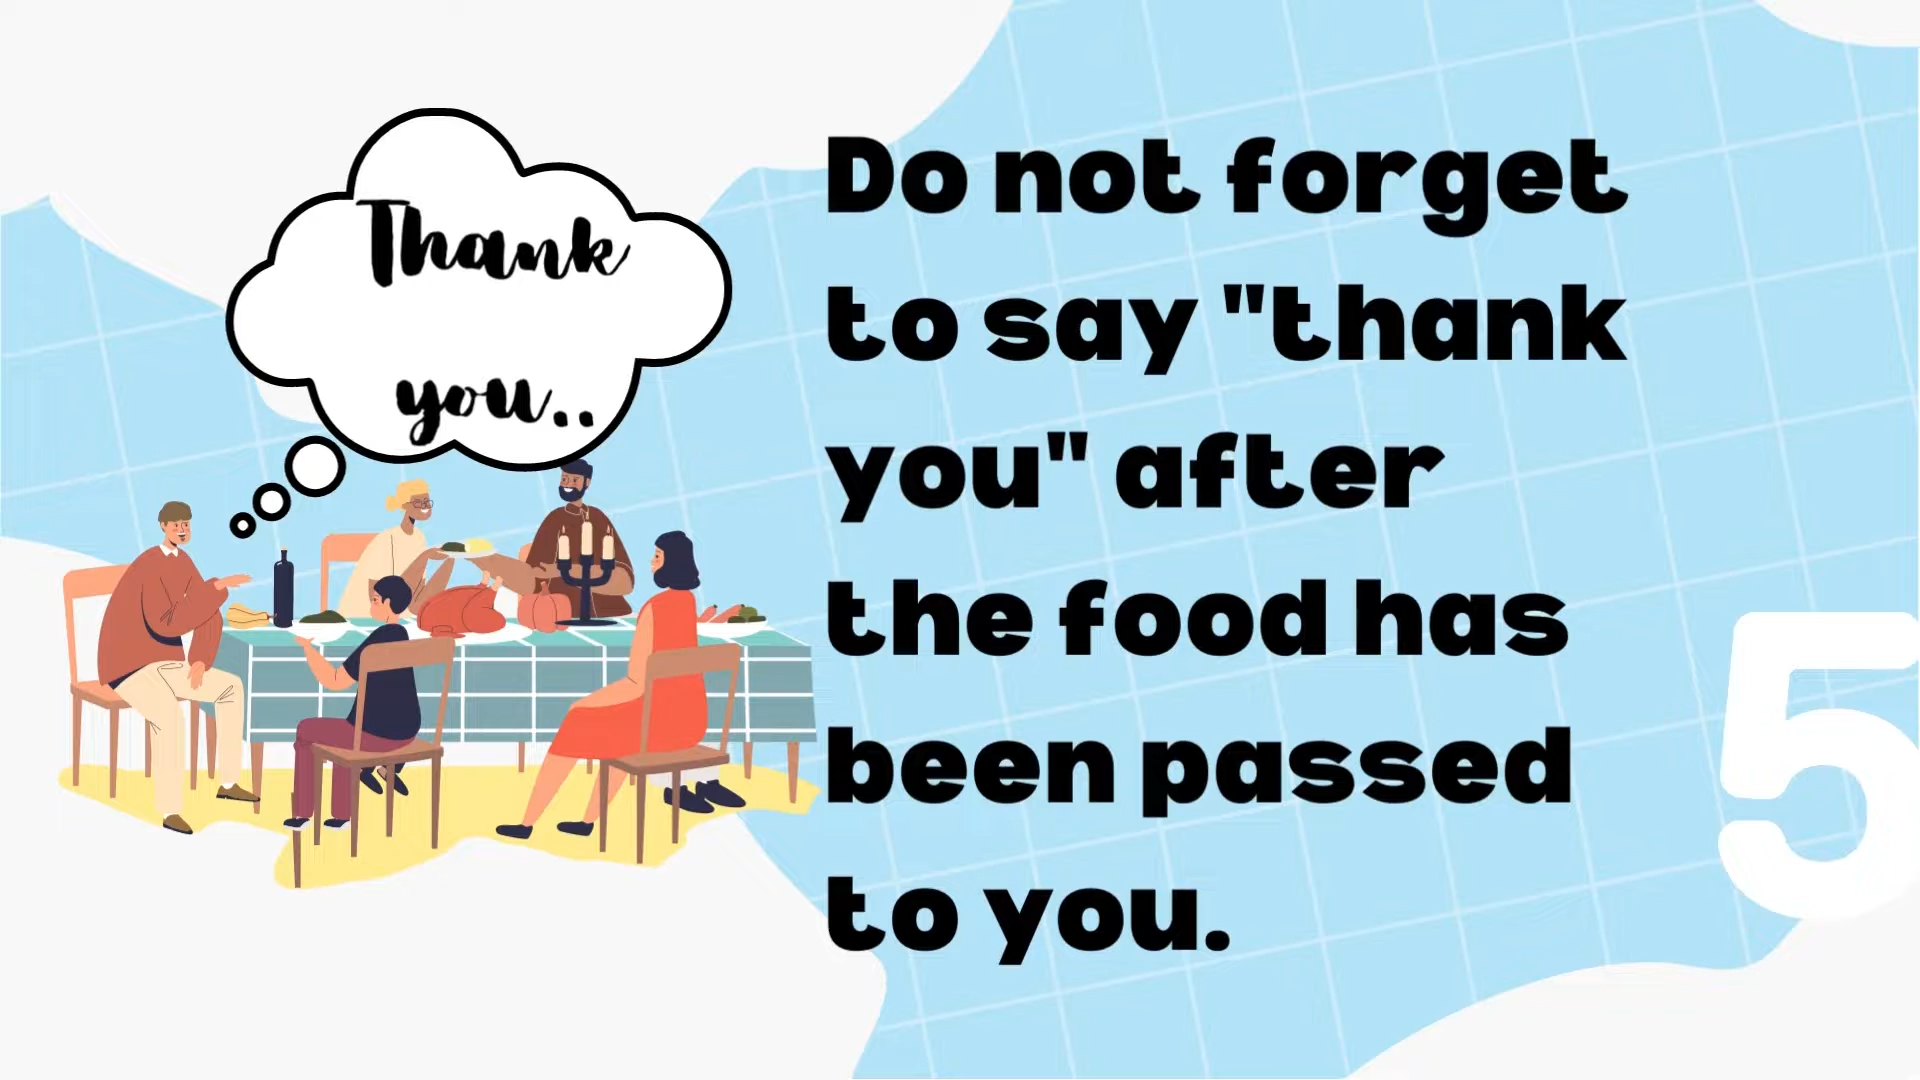 Thank
you..
Do not forget
to say "thank
you" after
the food has
been passed
to you.
5